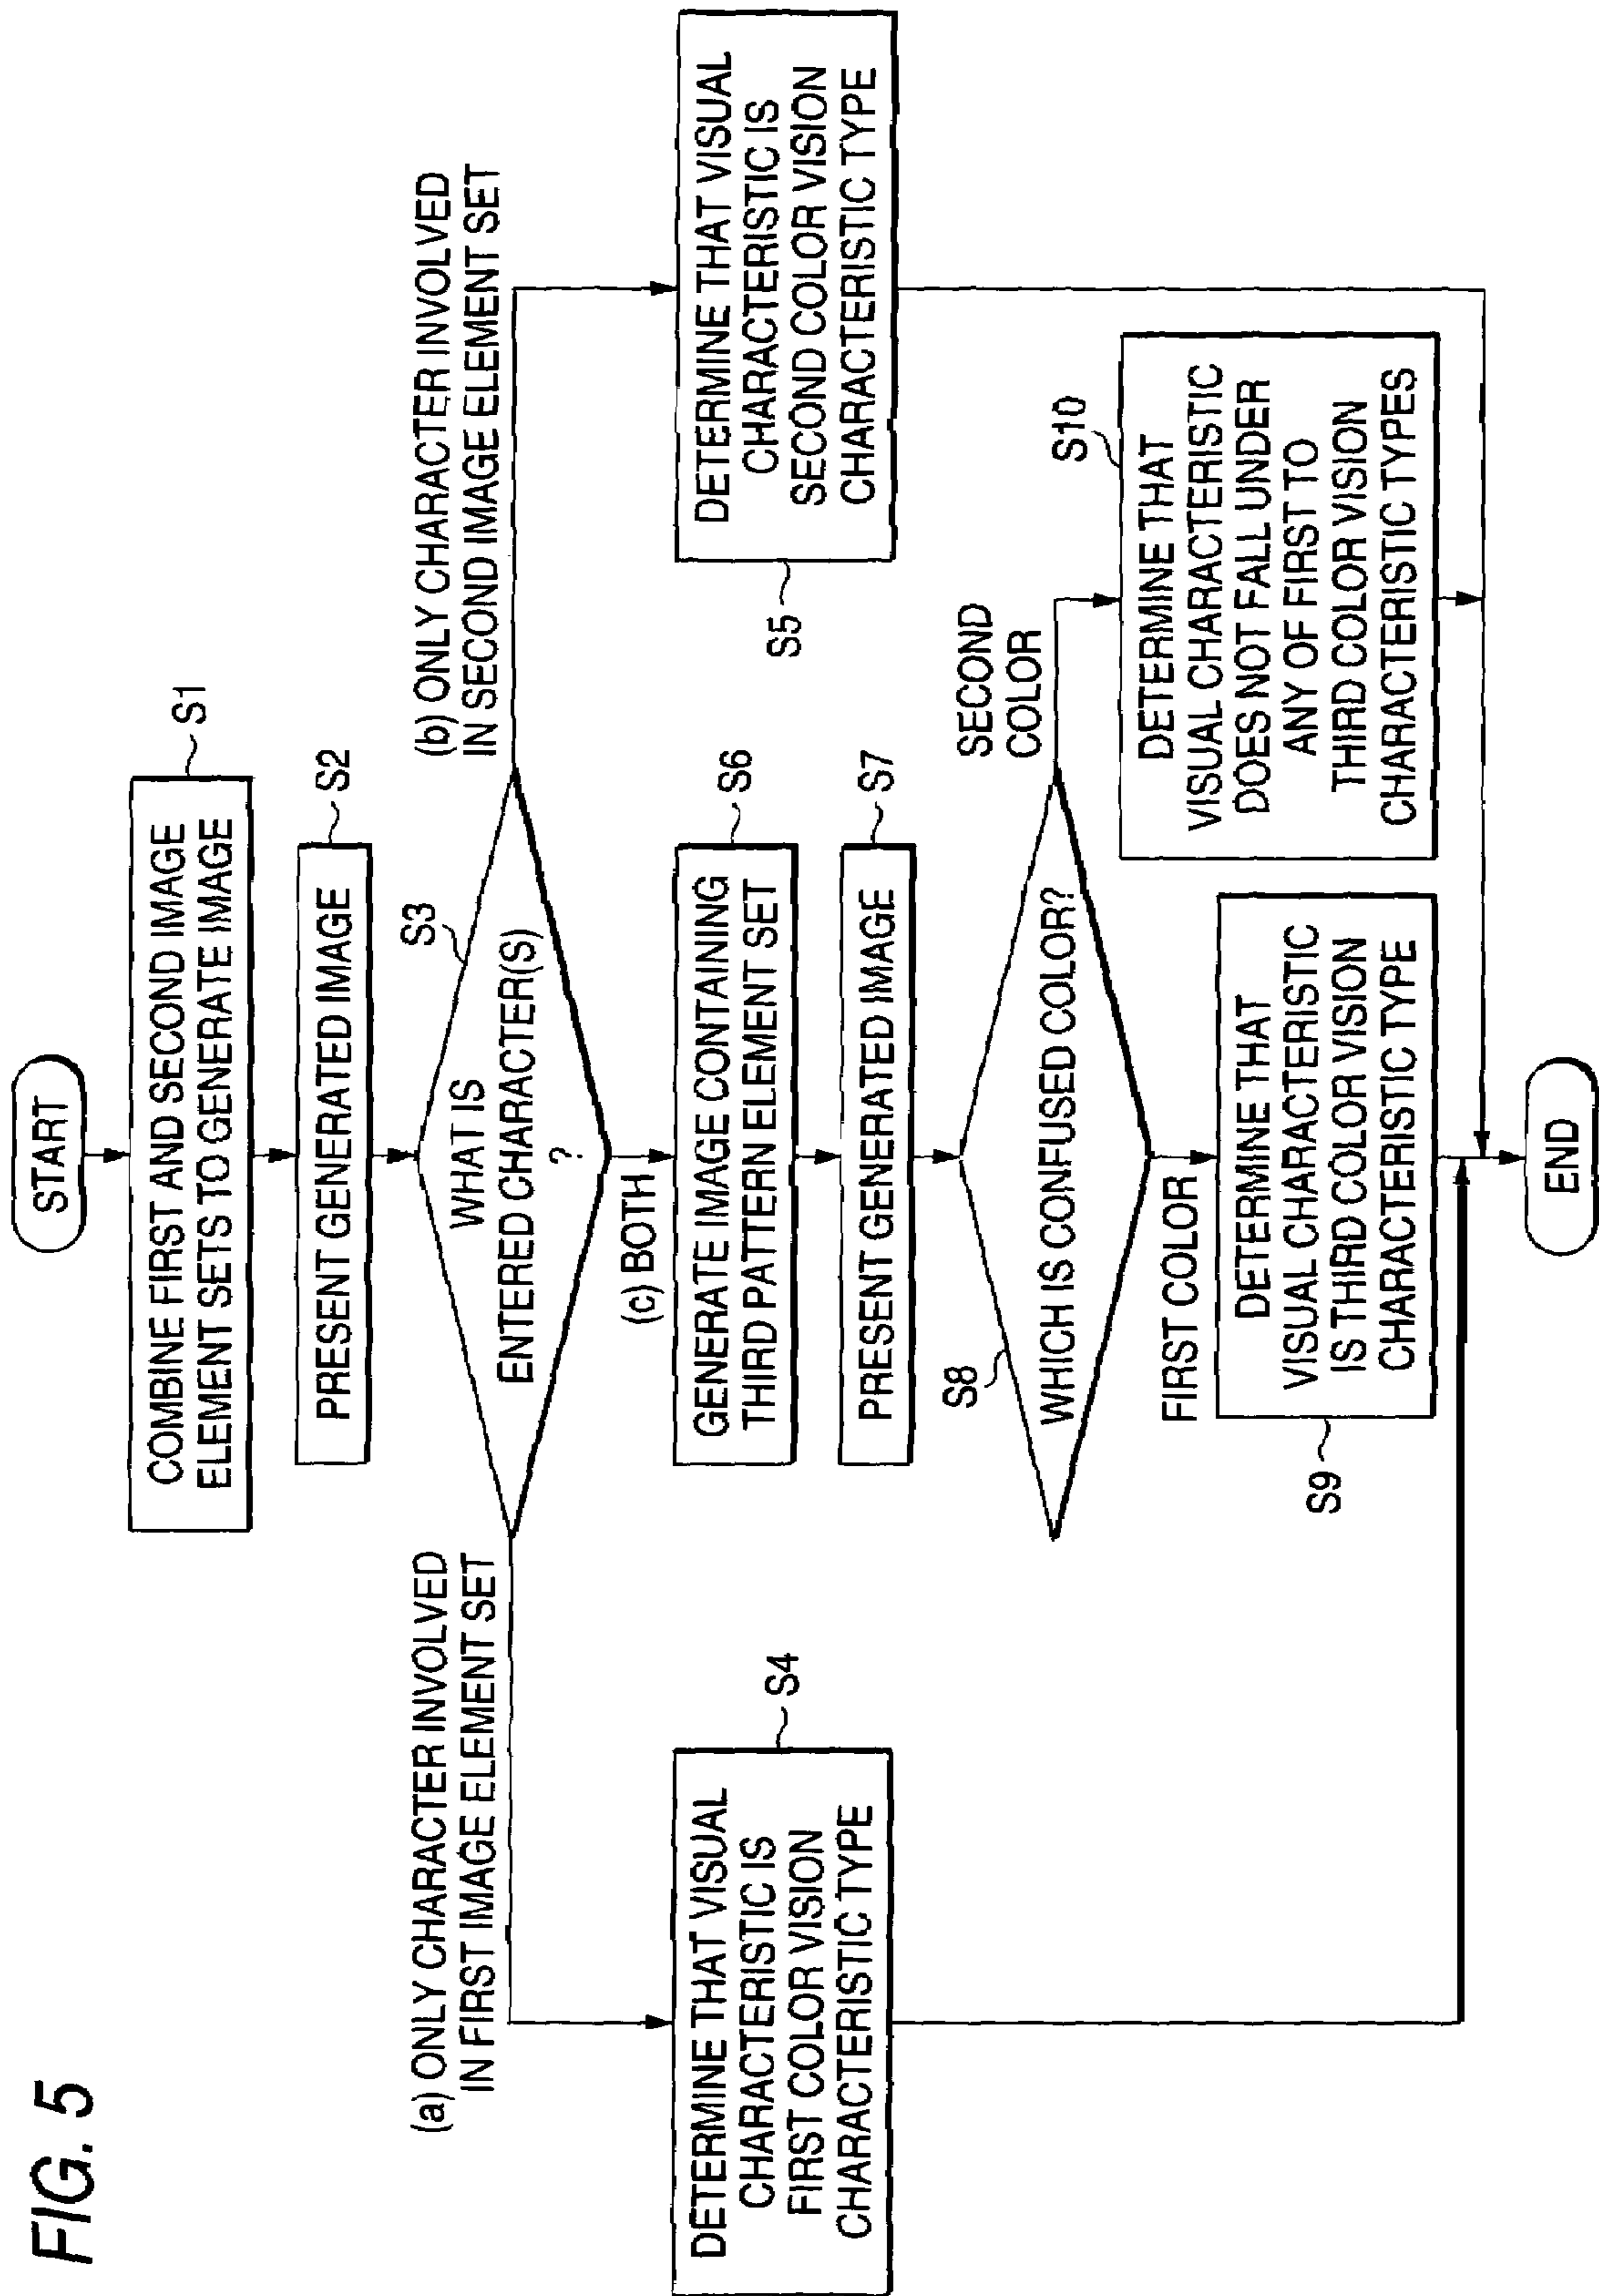 FIG. 5
START
COMBINE FIRST AND SECOND IMAGE
ELEMENT SETS TO GENERATE IMAGE
S1
PRESENT GENERATED IMAGE
S2
WHAT IS
ENTERED CHARACTER(S)
?
S3
(a) ONLY CHARACTER INVOLVED
IN FIRST IMAGE ELEMENT SET
(b) ONLY CHARACTER INVOLVED
IN SECOND IMAGE ELEMENT SET
(c) BOTH
DETERMINE THAT VISUAL
CHARACTERISTIC IS
FIRST COLOR VISION
CHARACTERISTIC TYPE
S4
GENERATE IMAGE CONTAINING
THIRD PATTERN ELEMENT SET
S6
DETERMINE THAT VISUAL
CHARACTERISTIC IS
SECOND COLOR VISION
CHARACTERISTIC TYPE
S5
PRESENT GENERATED IMAGE
S7
WHICH IS CONFUSED COLOR?
S8
SECOND
COLOR
FIRST COLOR
DETERMINE THAT
VISUAL CHARACTERISTIC
IS THIRD COLOR VISION
CHARACTERISTIC TYPE
S9
DETERMINE THAT
VISUAL CHARACTERISTIC
DOES NOT FALL UNDER
ANY OF FIRST TO
THIRD COLOR VISION
CHARACTERISTIC TYPES
S10
END